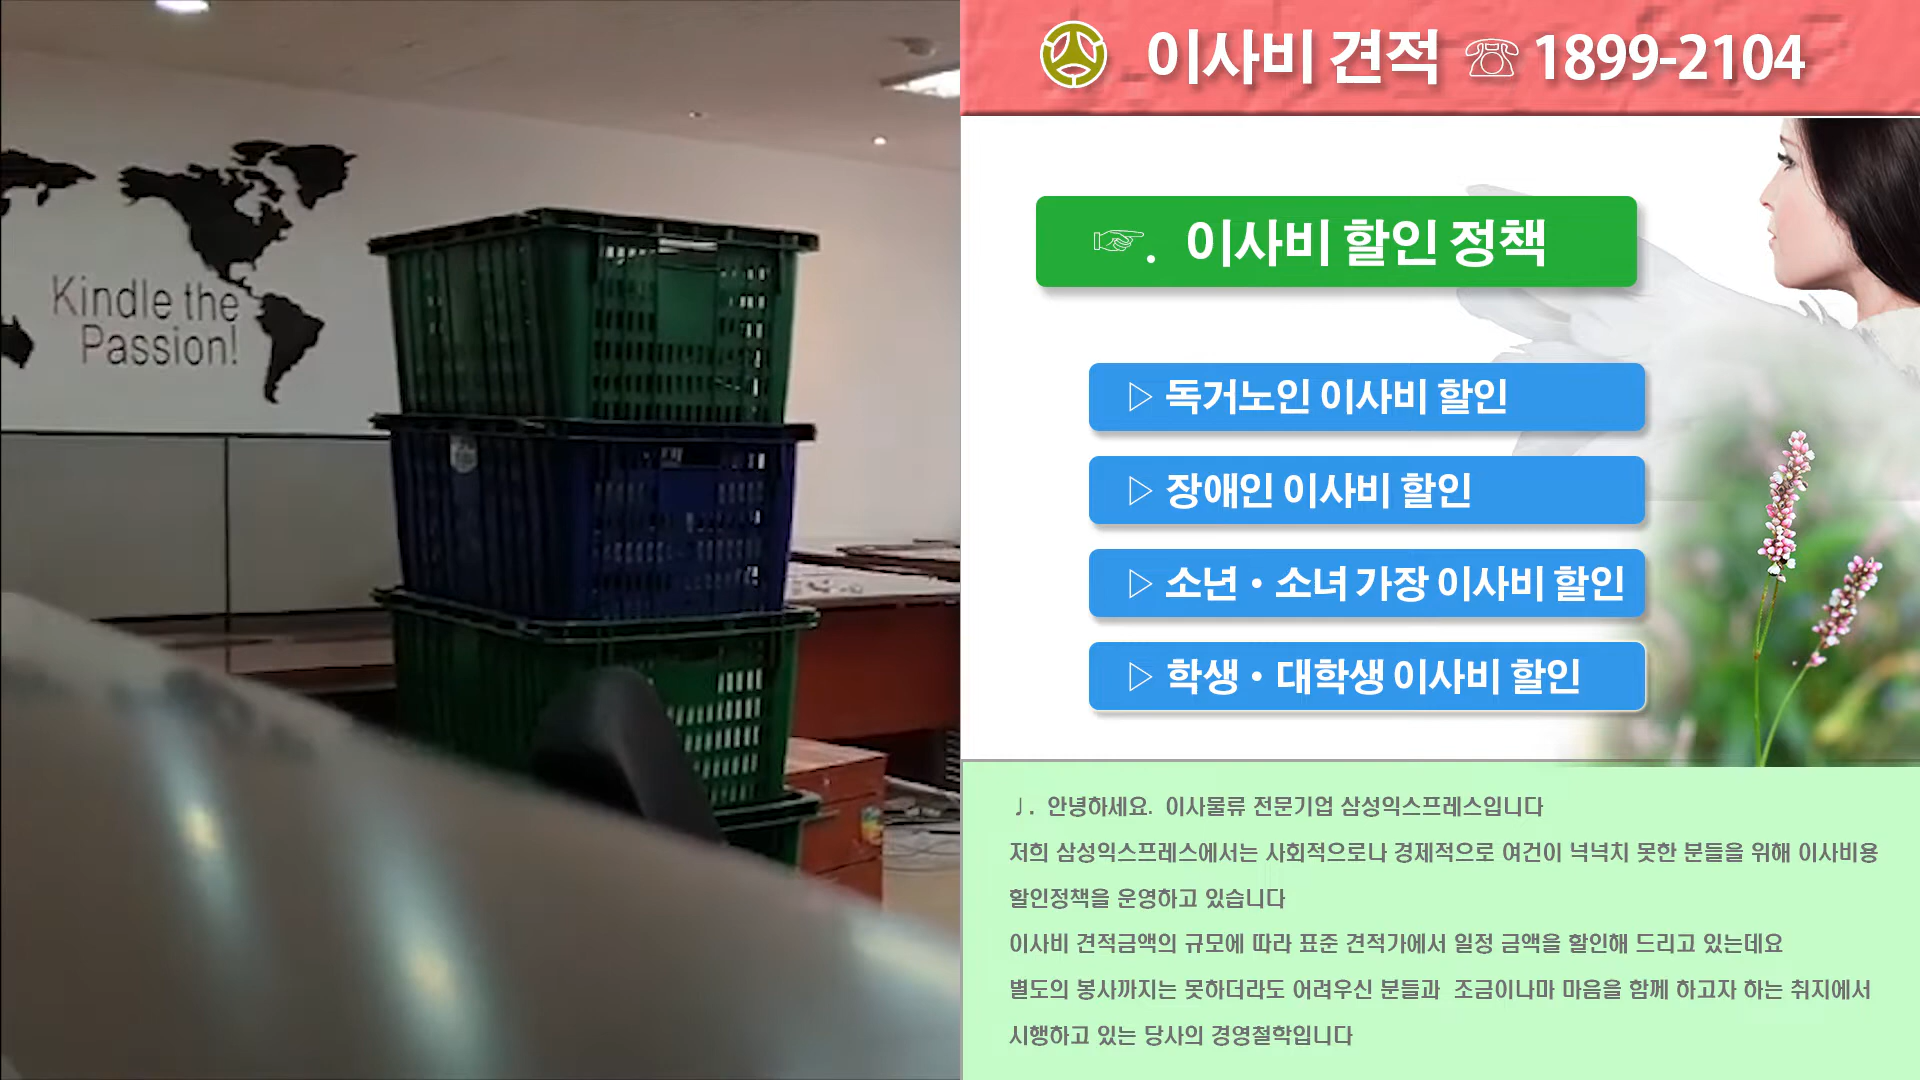 Kindle the
Passion!
이사비 견적 ☏ 1899-2104
☞. 이사비 할인 정책
▷ 독거노인 이사비 할인
▷ 장애인 이사비 할인
▷ 소년・소녀 가장 이사비 할인
▷ 학생・대학생 이사비 할인
♩. 안녕하세요. 이사물류 전문기업 삼성익스프레스입니다
저희 삼성익스프레스에서는 사회적으로나 경제적으로 여건이 넉넉치 못한 분들을 위해 이사비용
할인정책을 운영하고 있습니다
이사비 견적금액의 규모에 따라 표준 견적가에서 일정 금액을 할인해 드리고 있는데요
별도의 봉사까지는 못하더라도 어려우신 분들과 조금이나마 마음을 함께 하고자 하는 취지에서
시행하고 있는 당사의 경영철학입니다